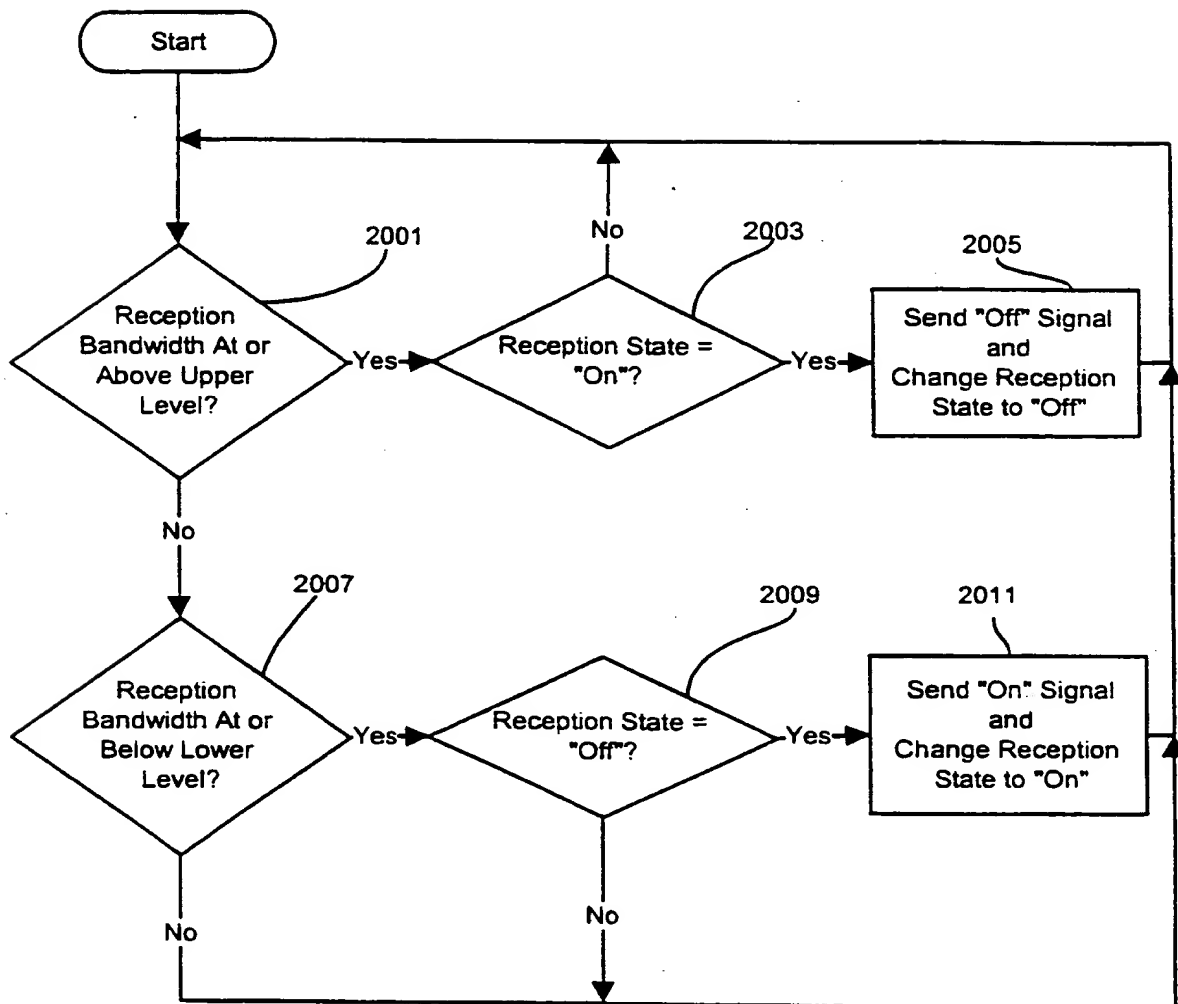 Start
2001
Reception
Bandwidth At or
Above Upper
Level?
Yes
No
2003
Reception State =
"On"?
No
Yes
2005
Send "Off" Signal
and
Change Reception
State to "Off"
2007
Reception
Bandwidth At or
Below Lower
Level?
Yes
No
2009
Reception State =
"Off"?
Yes
No
2011
Send "On" Signal
and
Change Reception
State to "On"